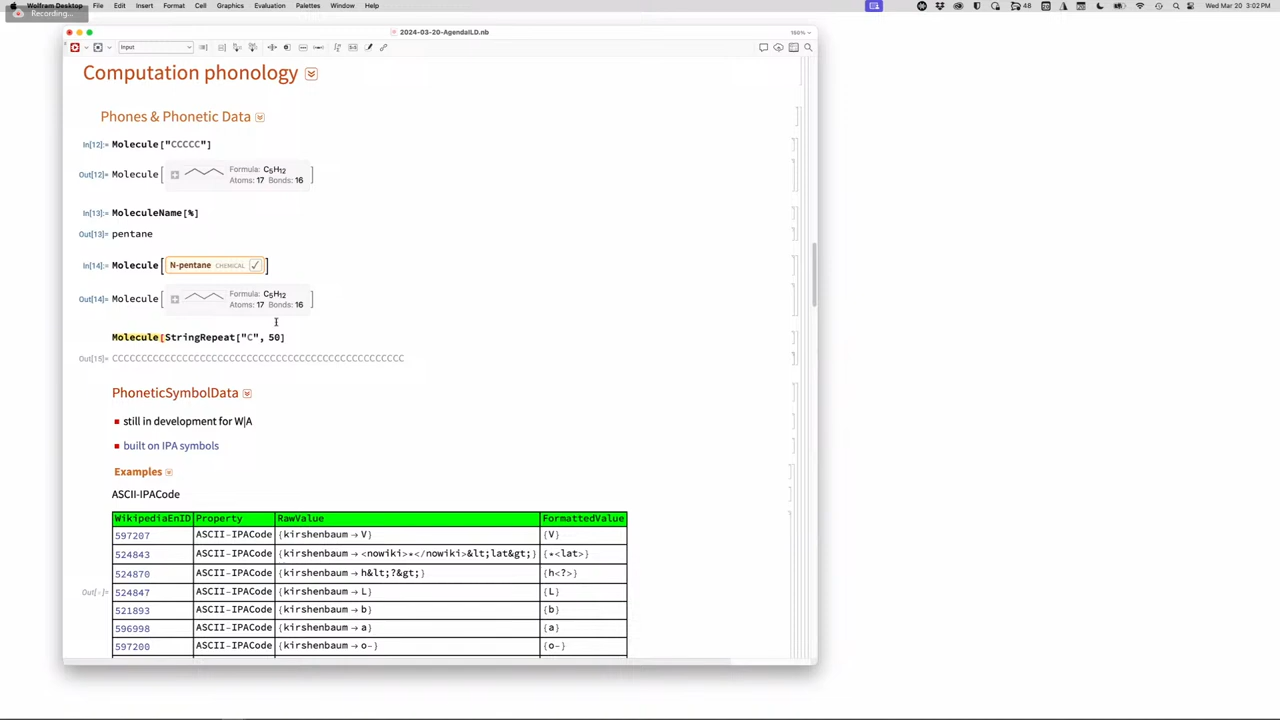 Wolfram Desktop File Edit Insert Format Cell Graphics Evaluation Palettes Window Help 48 Wed Mar 20 3:02 PM
Recording...
2024-03-20-AgendaILD.nb 150%
Input
Computation phonology
Phones & Phonetic Data
In[12]:= Molecule["CCCCC"]
Out[12]= Molecule[ Formula: C5H12 Atoms: 17 Bonds: 16 ]
In[13]:= MoleculeName[%]
Out[13]= pentane
In[14]:= Molecule[ N-pentane CHEMICAL ✓ ]
Out[14]= Molecule[ Formula: C5H12 Atoms: 17 Bonds: 16 ]
Molecule[StringRepeat["C", 50]
Out[15]= CCCCCCCCCCCCCCCCCCCCCCCCCCCCCCCCCCCCCCCCCCCCCCCCCC
PhoneticSymbolData
still in development for W|A
built on IPA symbols
Examples
ASCII-IPACode
WikipediaEnID Property RawValue FormattedValue
597207 ASCII-IPACode {kirshenbaum → V} {V}
524843 ASCII-IPACode {kirshenbaum → <nowiki>*</nowiki>&lt;lat&gt;} {*<lat>}
524870 ASCII-IPACode {kirshenbaum → h&lt;?&gt;} {h<?>}
524847 ASCII-IPACode {kirshenbaum → L} {L}
521893 ASCII-IPACode {kirshenbaum → b} {b}
596998 ASCII-IPACode {kirshenbaum → a} {a}
597200 ASCII-IPACode {kirshenbaum → o-} {o-}